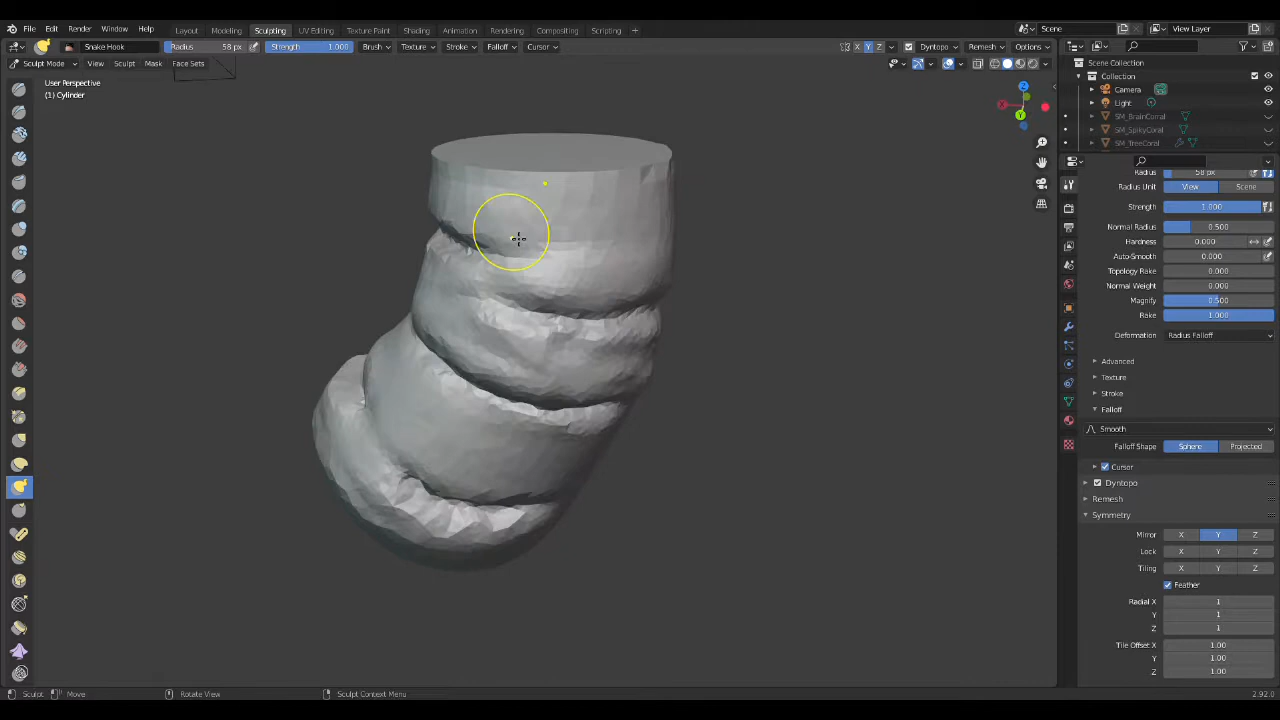 File Edit Render Window Help Layout Modeling Sculpting UV Editing Texture Paint Shading Animation Rendering Compositing Scripting + Scene View Layer
Snake Hook Radius 58 px Strength 1.000 Brush Texture Stroke Falloff Cursor X Y Z Dyntopo Remesh Options
Sculpt Mode View Sculpt Mask Face Sets
Scene Collection
Collection
Camera
Light
SM_BrainCorral
SM_SpikyCoral
SM_TreeCoral
User Perspective
(1) Cylinder
Z
X
Y
Radius 58 px
Radius Unit View Scene
Strength 1.000
Normal Radius 0.500
Hardness 0.000
Auto-Smooth 0.000
Topology Rake 0.000
Normal Weight 0.000
Magnify 0.500
Rake 1.000
Deformation Radius Falloff
Advanced
Texture
Stroke
Falloff
Smooth
Falloff Shape Sphere Projected
Cursor
Dyntopo
Remesh
Symmetry
Mirror X Y Z
Lock X Y Z
Tiling X Y Z
Feather
Radial X 1
Y 1
Z 1
Tile Offset X 1.00
Y 1.00
Z 1.00
Sculpt Move Rotate View Sculpt Context Menu 2.92.0